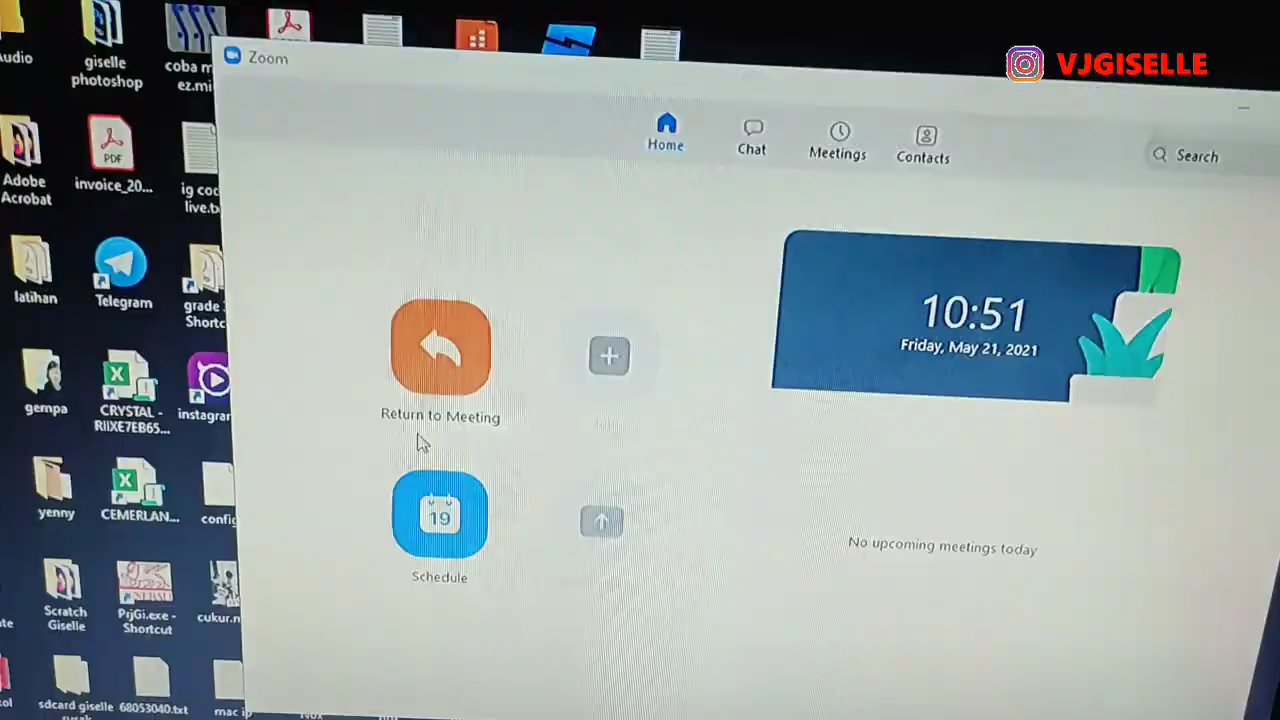 Zoom
VJGISELLE
Home
Chat
Meetings
Contacts
Search
10:51
Friday, May 21, 2021
Return to Meeting
19
Schedule
No upcoming meetings today
giselle
photoshop
coba m
ez.mi
Adobe
Acrobat
PDF
invoice_20...
ig coc
live.tx
latihan
Telegram
grade
Shortc
gempa
CRYSTAL -
RIIXE7EB65...
instagran
yenny
CEMERLAN...
config
Scratch
Giselle
PrjGi.exe -
Shortcut
cukur.n
sdcard giselle
68053040.txt
mac ip